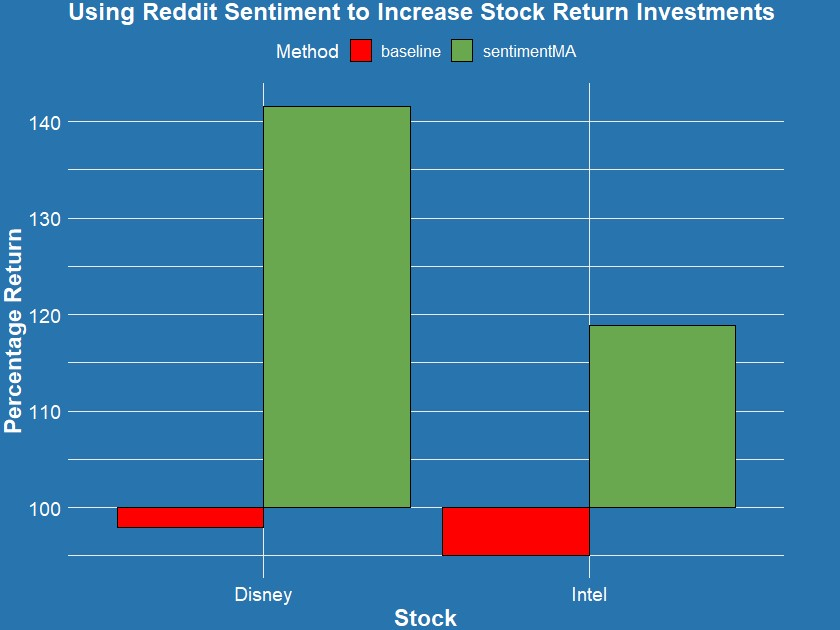 Using Reddit Sentiment to Increase Stock Return Investments
Method baseline sentimentMA
Percentage Return
140
130
120
110
100
Disney Intel
Stock